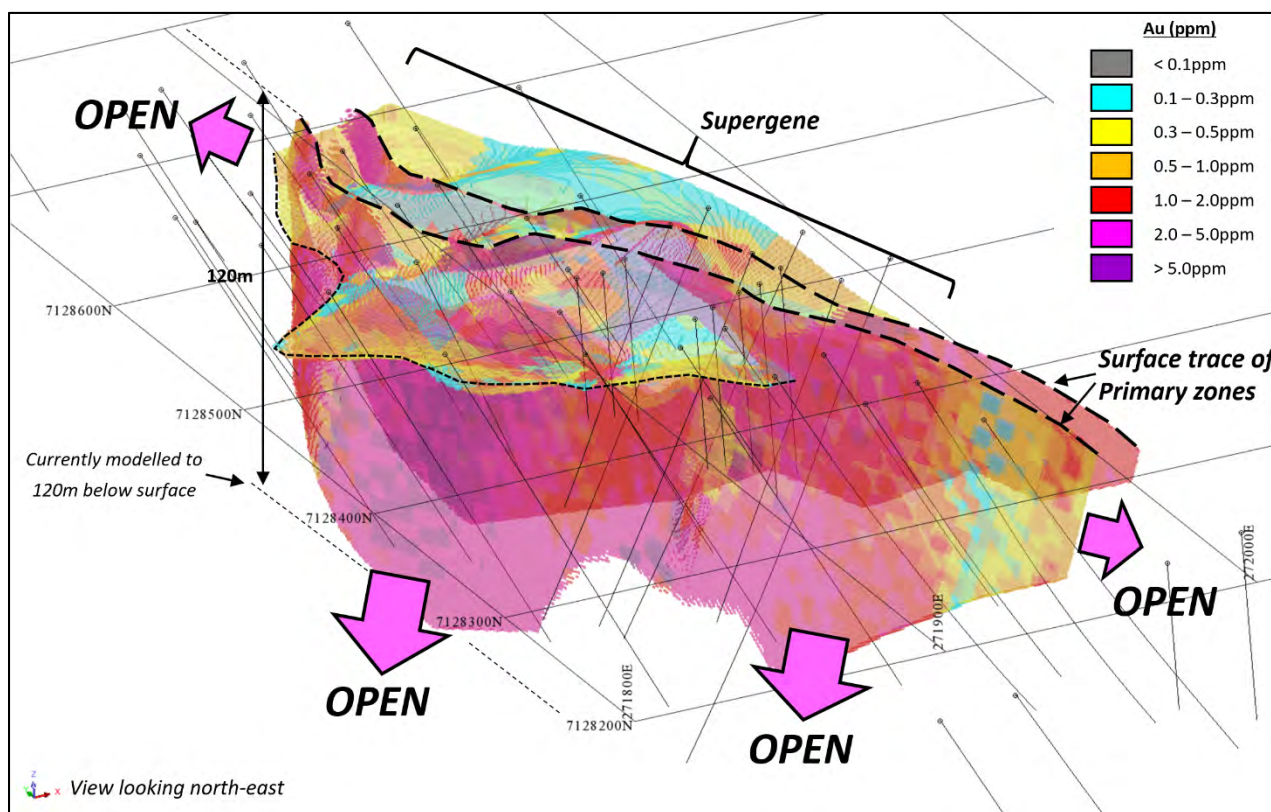 Au (ppm)
< 0.1ppm
0.1 – 0.3ppm
0.3 – 0.5ppm
0.5 – 1.0ppm
1.0 – 2.0ppm
2.0 – 5.0ppm
> 5.0ppm
OPEN
Supergene
120m
7128600N
Surface trace of
Primary zones
7128500N
Currently modelled to
120m below surface
7128400N
272000E
271900E
OPEN
7128300N
271800E
OPEN
7128200N
OPEN
z
x
View looking north-east